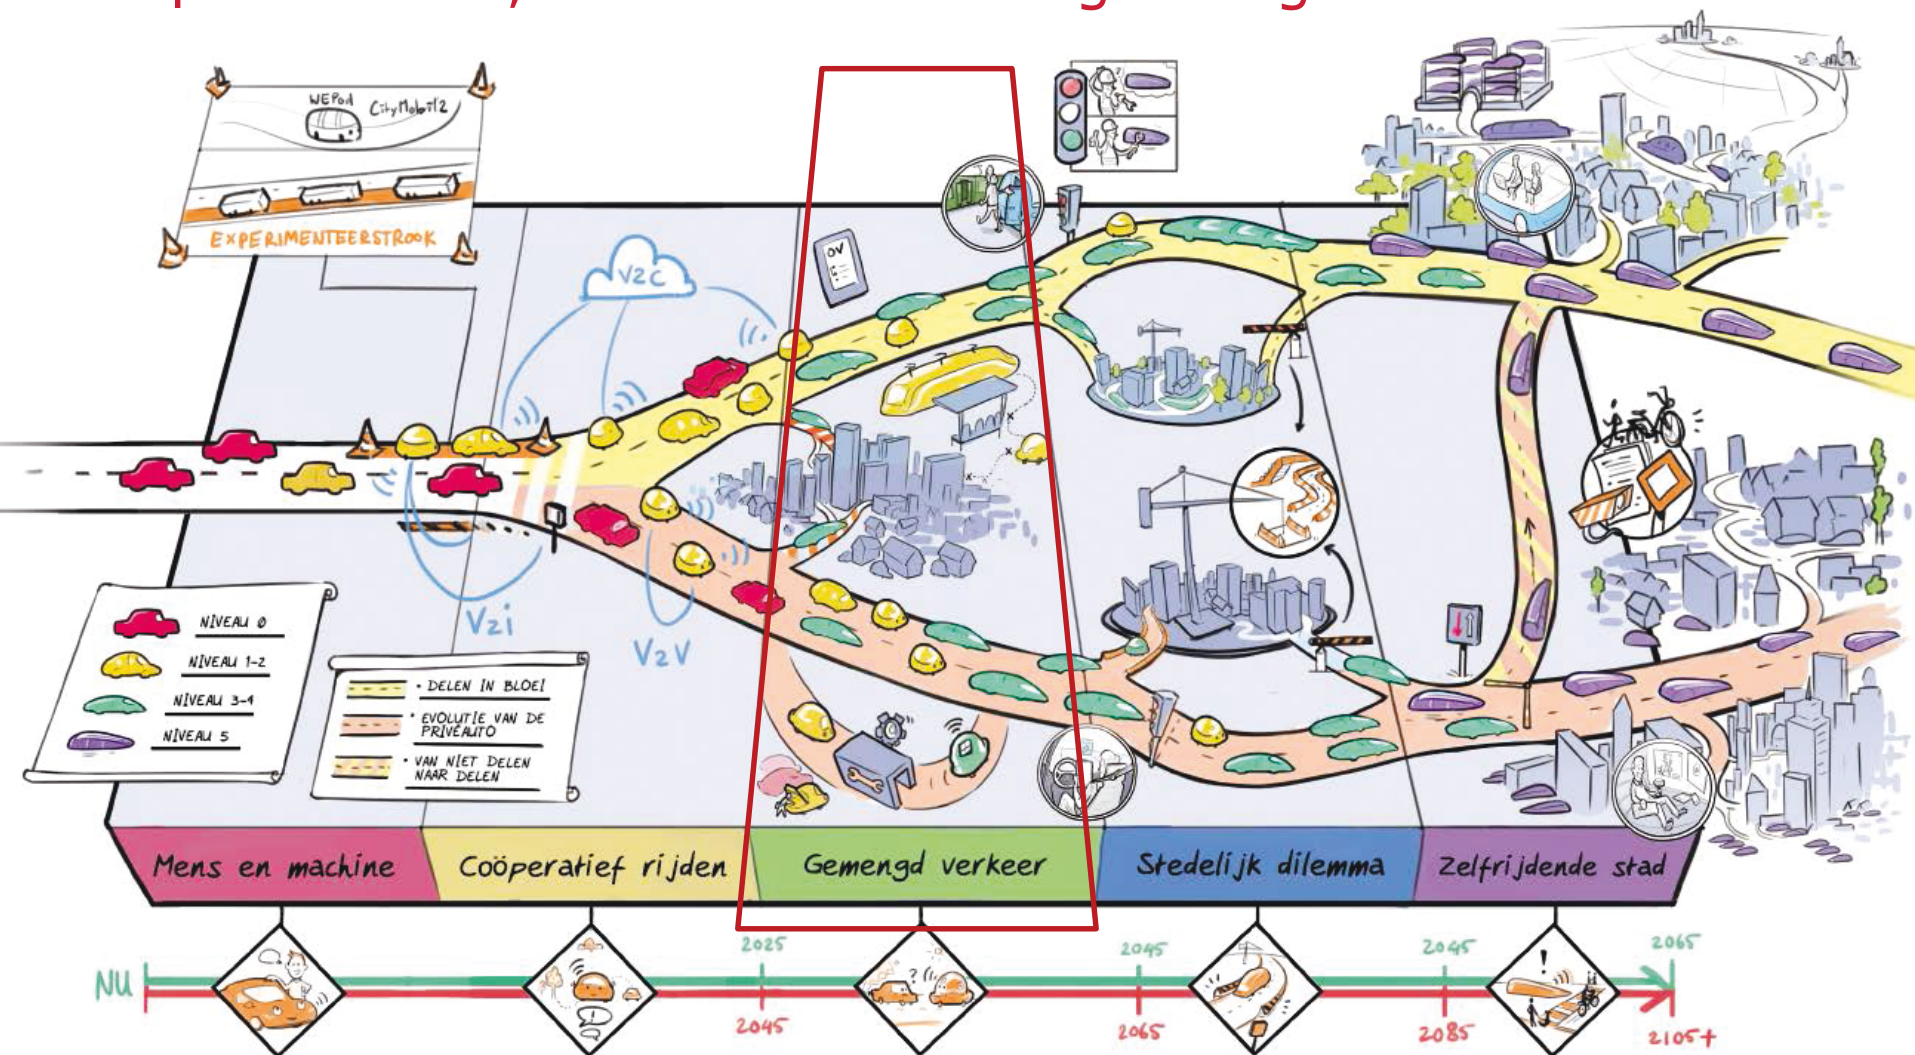 WEPod
CityMobil2
EXPERIMENTEERSTROOK
V2C
OV
V2i
V2V
NIVEAU 0
NIVEAU 1-2
NIVEAU 3-4
NIVEAU 5
• DELEN IN BLOEI
• EVOLUTIE VAN DE
PRIVÉAUTO
• VAN NIET DELEN
NAAR DELEN
Mens en machine
Coöperatief rijden
Gemengd verkeer
Stedelijk dilemma
Zelfrijdende stad
NU
2025
2045
2045
2065
2045
2065
2085
2105+